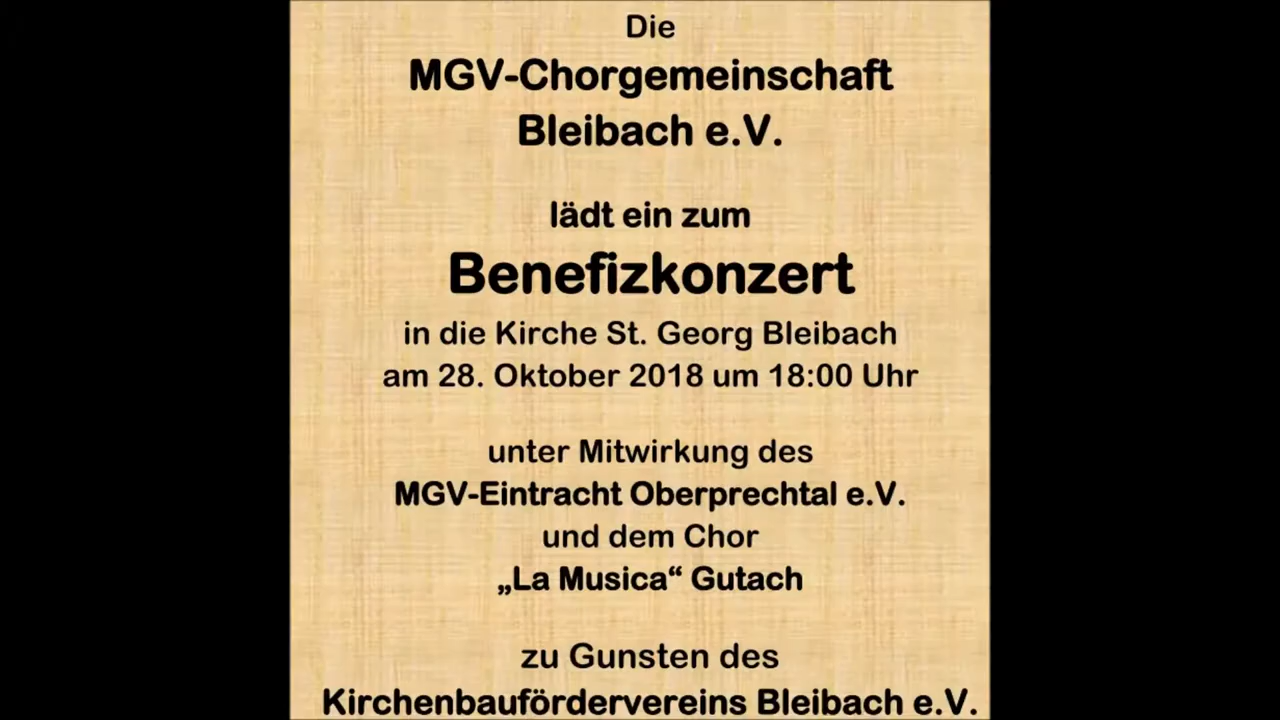 Die
MGV-Chorgemeinschaft
Bleibach e.V.
lädt ein zum
Benefizkonzert
in die Kirche St. Georg Bleibach
am 28. Oktober 2018 um 18:00 Uhr
unter Mitwirkung des
MGV-Eintracht Oberprechtal e.V.
und dem Chor
„La Musica“ Gutach
zu Gunsten des
Kirchenbaufördervereins Bleibach e.V.